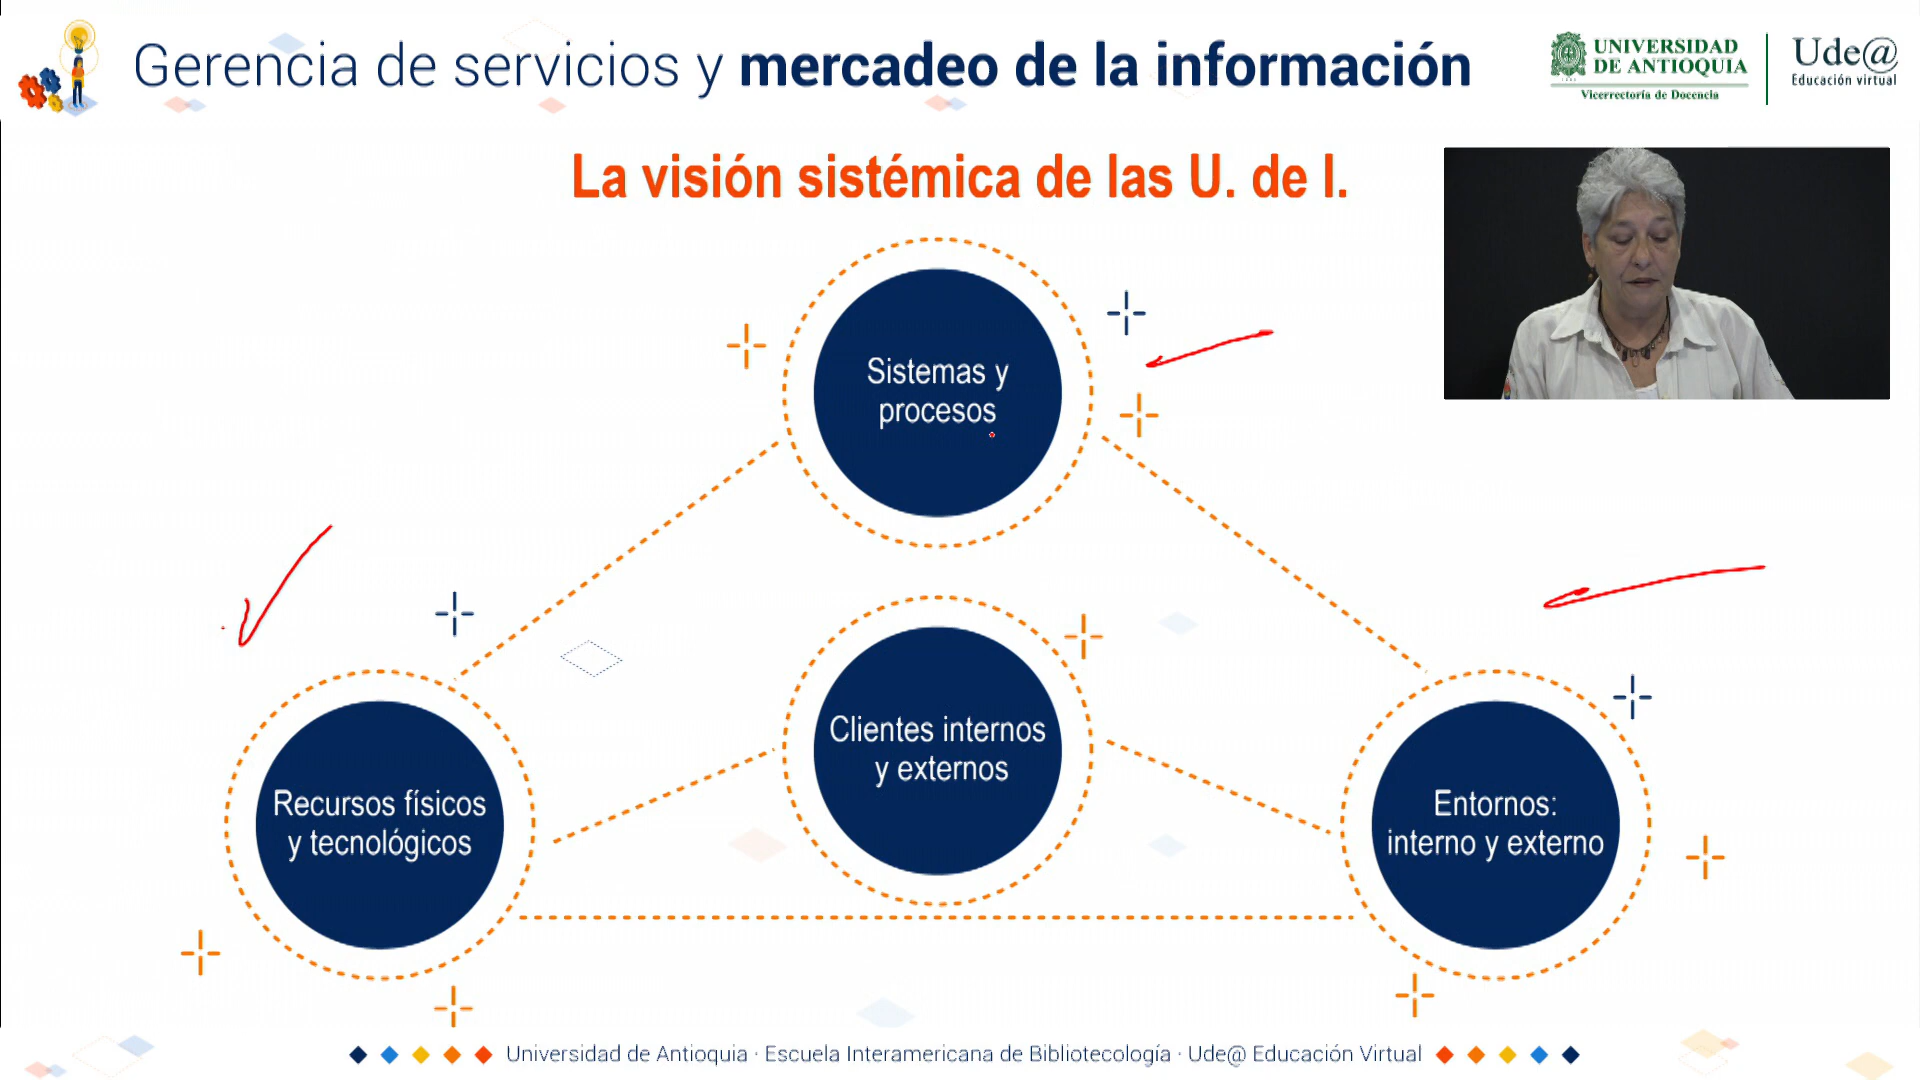 Gerencia de servicios y mercadeo de la información
UNIVERSIDAD
DE ANTIOQUIA
Vicerrectoría de Docencia
Ude@
Educación virtual
La visión sistémica de las U. de I.
Sistemas y
procesos
Clientes internos
y externos
Recursos físicos
y tecnológicos
Entornos:
interno y externo
Universidad de Antioquia · Escuela Interamericana de Bibliotecología · Ude@ Educación Virtual